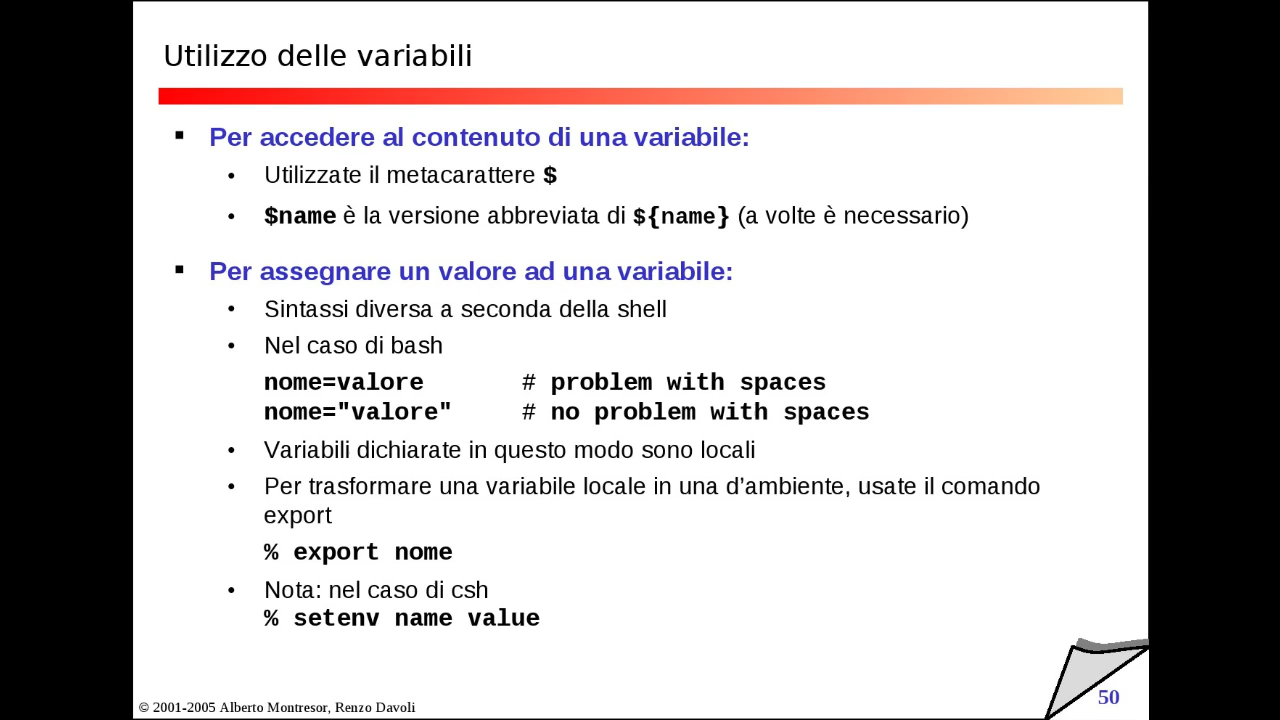 Utilizzo delle variabili
Per accedere al contenuto di una variabile:
Utilizzate il metacarattere $
$name è la versione abbreviata di ${name} (a volte è necessario)
Per assegnare un valore ad una variabile:
Sintassi diversa a seconda della shell
Nel caso di bash
nome=valore # problem with spaces
nome="valore" # no problem with spaces
Variabili dichiarate in questo modo sono locali
Per trasformare una variabile locale in una d’ambiente, usate il comando
export
% export nome
Nota: nel caso di csh
% setenv name value
© 2001-2005 Alberto Montresor, Renzo Davoli
50